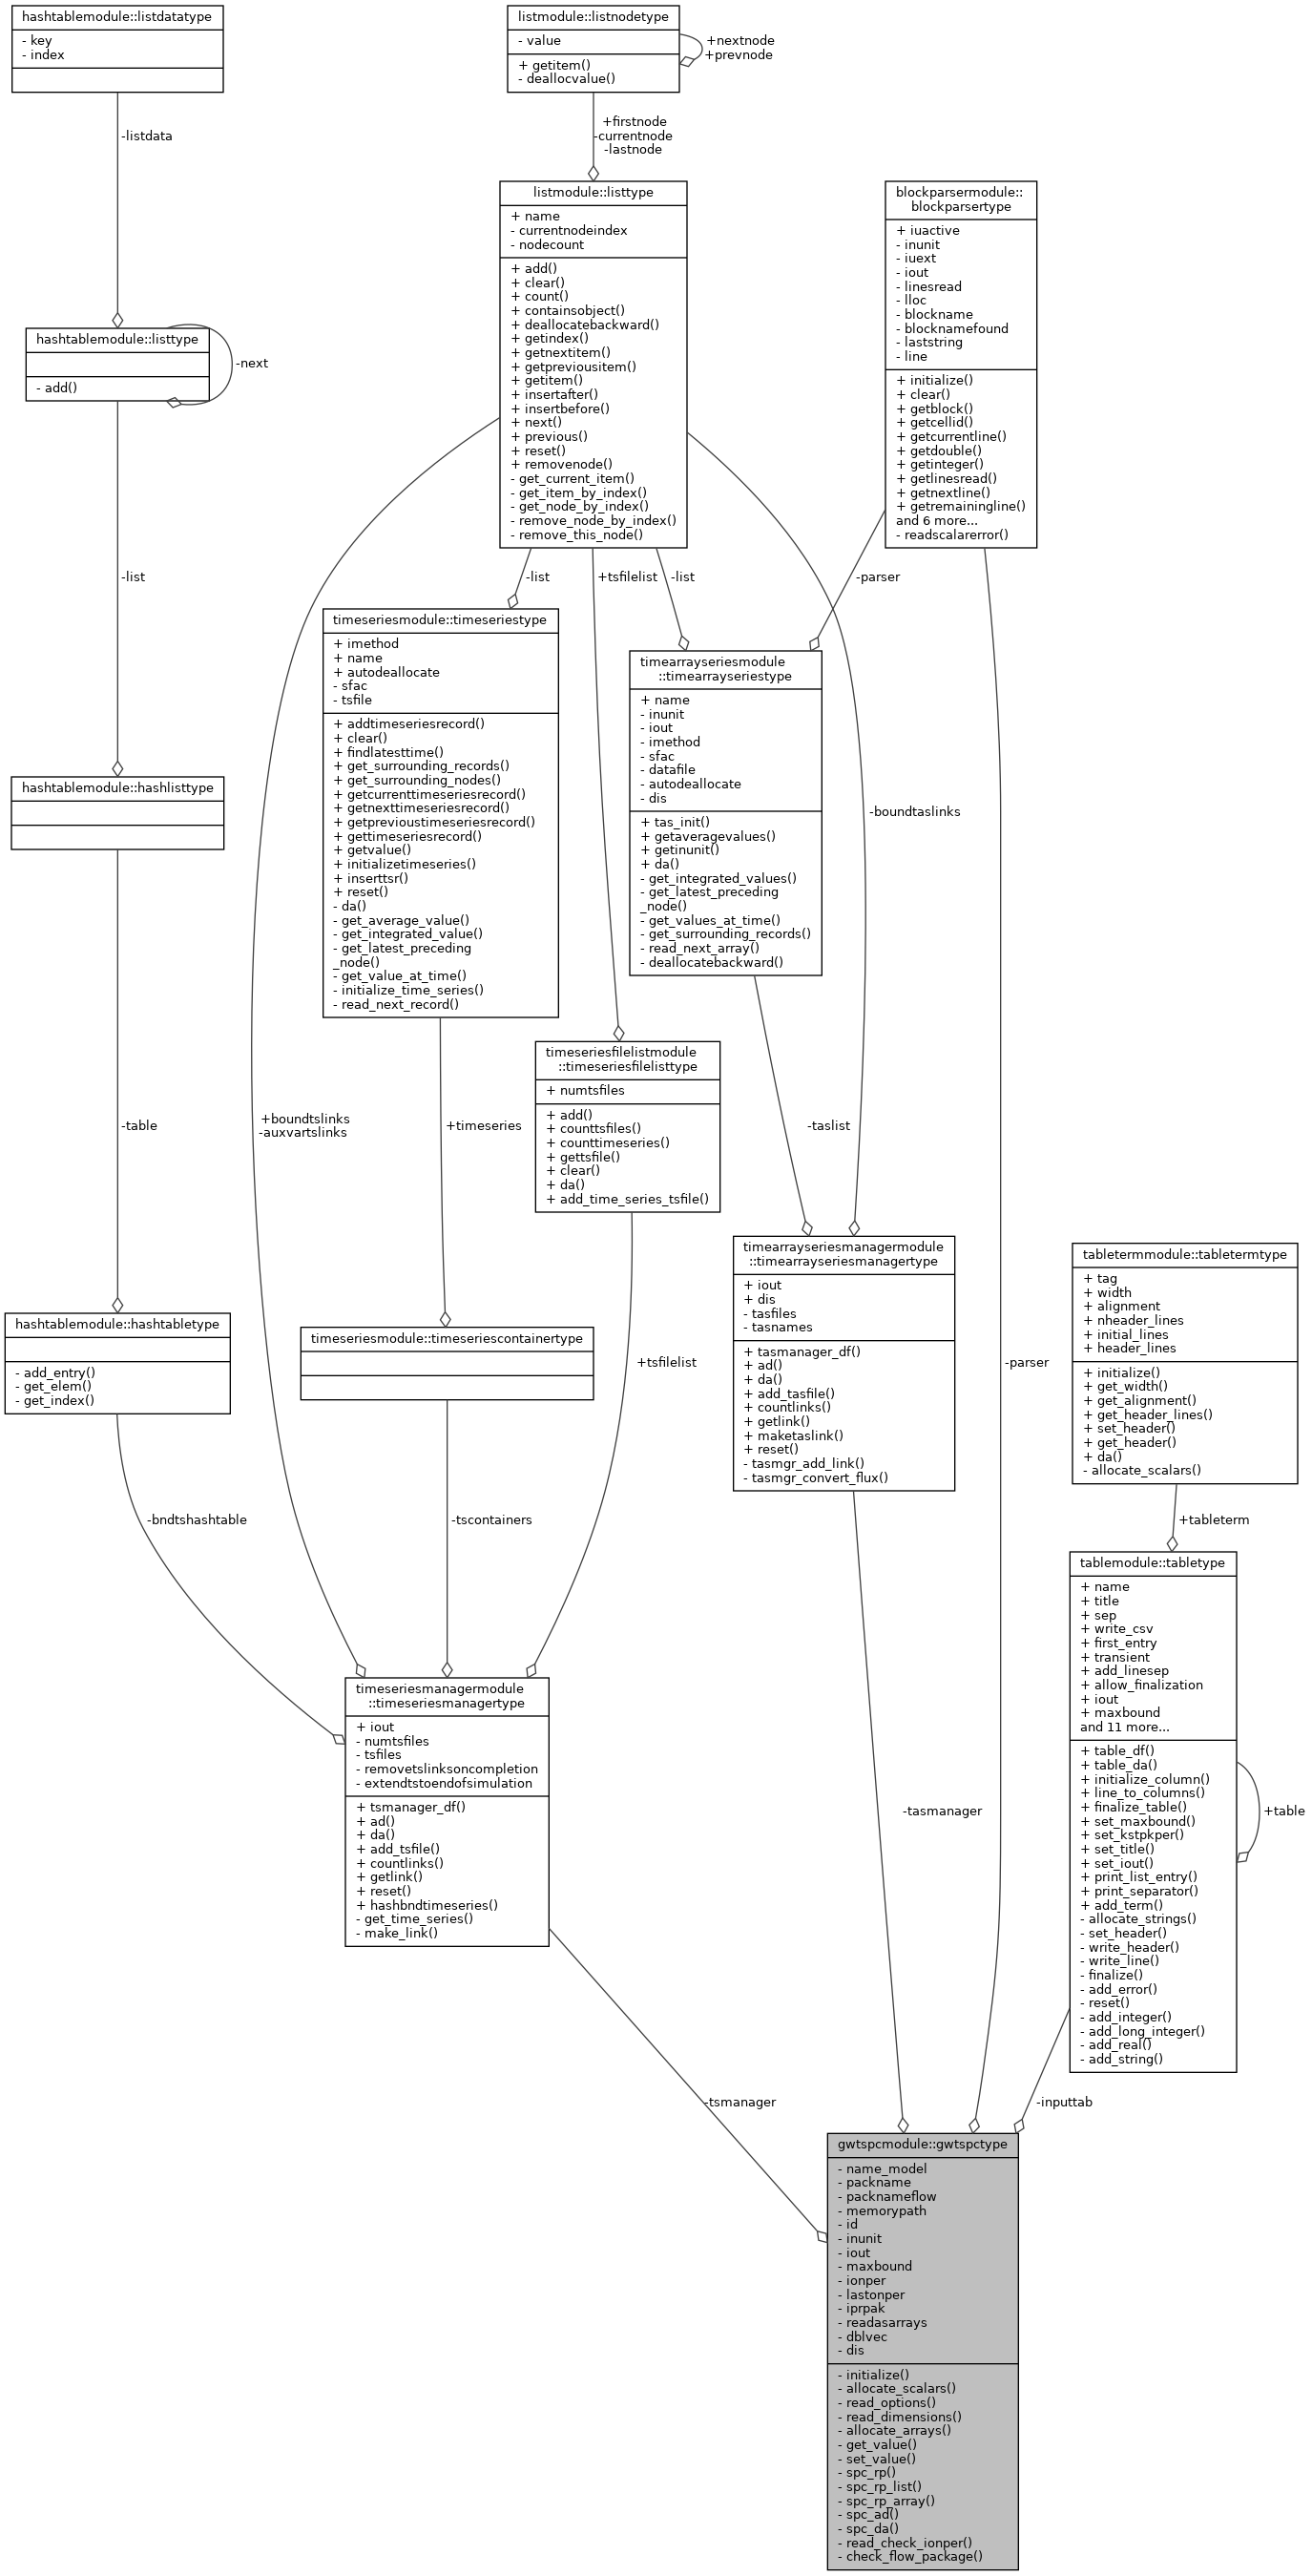 hashtablemodule::listdatatype
- key
- index
listmodule::listnodetype
- value
+ getitem()
- deallocvalue()
+nextnode
+prevnode
-listdata
+firstnode
-currentnode
-lastnode
listmodule::listtype
+ name
- currentnodeindex
- nodecount
+ add()
+ clear()
+ count()
+ containsobject()
+ deallocatebackward()
+ getindex()
+ getnextitem()
+ getpreviousitem()
+ getitem()
+ insertafter()
+ insertbefore()
+ next()
+ previous()
+ reset()
+ removenode()
- get_current_item()
- get_item_by_index()
- get_node_by_index()
- remove_node_by_index()
- remove_this_node()
blockparsermodule::
blockparsertype
+ iuactive
- inunit
- iuext
- iout
- linesread
- lloc
- blockname
- blocknamefound
- laststring
- line
+ initialize()
+ clear()
+ getblock()
+ getcellid()
+ getcurrentline()
+ getdouble()
+ getinteger()
+ getlinesread()
+ getnextline()
+ getremainingline()
and 6 more...
- readscalarerror()
hashtablemodule::listtype
- add()
-next
-list
-list
+tsfilelist
-list
-parser
timeseriesmodule::timeseriestype
+ imethod
+ name
+ autodeallocate
- sfac
- tsfile
+ addtimeseriesrecord()
+ clear()
+ findlatesttime()
+ get_surrounding_records()
+ get_surrounding_nodes()
+ getcurrenttimeseriesrecord()
+ getnexttimeseriesrecord()
+ getprevioustimeseriesrecord()
+ gettimeseriesrecord()
+ getvalue()
+ initializetimeseries()
+ inserttsr()
+ reset()
- da()
- get_average_value()
- get_integrated_value()
- get_latest_preceding
_node()
- get_value_at_time()
- initialize_time_series()
- read_next_record()
timearrayseriesmodule
::timearrayseriestype
+ name
- inunit
- iout
- imethod
- sfac
- datafile
- autodeallocate
- dis
+ tas_init()
+ getaveragevalues()
+ getinunit()
+ da()
- get_integrated_values()
- get_latest_preceding
_node()
- get_values_at_time()
- get_surrounding_records()
- read_next_array()
- deallocatebackward()
-boundtaslinks
hashtablemodule::hashlisttype
timeseriesfilelistmodule
::timeseriesfilelisttype
+ numtsfiles
+ add()
+ counttsfiles()
+ counttimeseries()
+ gettsfile()
+ clear()
+ da()
+ add_time_series_tsfile()
-table
+boundtslinks
-auxvartslinks
+timeseries
-taslist
timearrayseriesmanagermodule
::timearrayseriesmanagertype
+ iout
+ dis
- tasfiles
- tasnames
+ tasmanager_df()
+ ad()
+ da()
+ add_tasfile()
+ countlinks()
+ getlink()
+ maketaslink()
+ reset()
- tasmgr_add_link()
- tasmgr_convert_flux()
tabletermmodule::tabletermtype
+ tag
+ width
+ alignment
+ nheader_lines
+ initial_lines
+ header_lines
+ initialize()
+ get_width()
+ get_alignment()
+ get_header_lines()
+ set_header()
+ get_header()
+ da()
- allocate_scalars()
hashtablemodule::hashtabletype
- add_entry()
- get_elem()
- get_index()
timeseriesmodule::timeseriescontainertype
+tsfilelist
-parser
-bndtshashtable
-tscontainers
+tableterm
tablemodule::tabletype
+ name
+ title
+ sep
+ write_csv
+ first_entry
+ transient
+ add_linesep
+ allow_finalization
+ iout
+ maxbound
and 11 more...
+ table_df()
+ table_da()
+ initialize_column()
+ line_to_columns()
+ finalize_table()
+ set_maxbound()
+ set_kstpkper()
+ set_title()
+ set_iout()
+ print_list_entry()
+ print_separator()
+ add_term()
- allocate_strings()
- set_header()
- write_header()
- write_line()
- finalize()
- add_error()
- reset()
- add_integer()
- add_long_integer()
- add_real()
- add_string()
+table
timeseriesmanagermodule
::timeseriesmanagertype
+ iout
- numtsfiles
- tsfiles
- removetslinksoncompletion
- extendtstoendofsimulation
+ tsmanager_df()
+ ad()
+ da()
+ add_tsfile()
+ countlinks()
+ getlink()
+ reset()
+ hashbndtimeseries()
- get_time_series()
- make_link()
-tasmanager
-tsmanager
-inputtab
gwtspcmodule::gwtspctype
- name_model
- packname
- packnameflow
- memorypath
- id
- inunit
- iout
- maxbound
- ionper
- lastonper
- iprpak
- readasarrays
- dblvec
- dis
- initialize()
- allocate_scalars()
- read_options()
- read_dimensions()
- allocate_arrays()
- get_value()
- set_value()
- spc_rp()
- spc_rp_list()
- spc_rp_array()
- spc_ad()
- spc_da()
- read_check_ionper()
- check_flow_package()